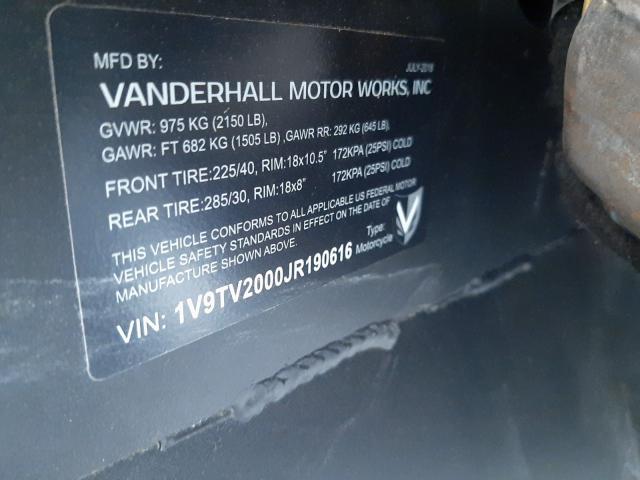 MFD BY:
JULY-2018
VANDERHALL MOTOR WORKS, INC
GVWR: 975 KG (2150 LB),
GAWR: FT 682 KG (1505 LB) ,GAWR RR: 292 KG (645 LB)
FRONT TIRE:225/40, RIM:18x10.5" 172KPA (25PSI) COLD
REAR TIRE:285/30, RIM:18x8" 172KPA (25PSI) COLD
THIS VEHICLE CONFORMS TO ALL APPLICABLE US FEDERAL MOTOR
VEHICLE SAFETY STANDARDS IN EFFECT ON THE DATE OF
MANUFACTURE SHOWN ABOVE.
V
Type:
Motorcycle
VIN: 1V9TV2000JR190616